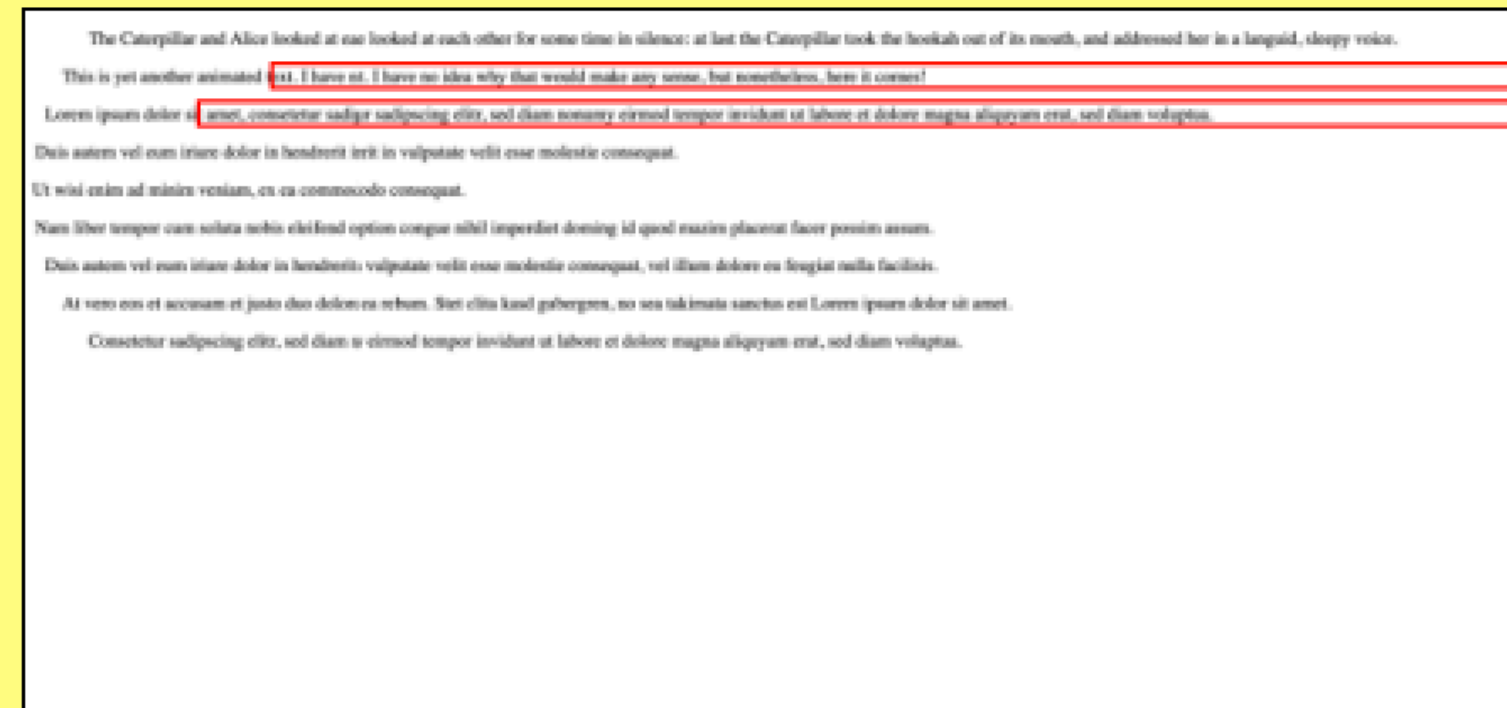 The Caterpillar and Alice looked at eae looked at each other for some time in silence: at last the Caterpillar took the hookah out of its mouth, and addressed her in a languid, sleepy voice.
This is yet another animated text. I have nt. I have no idea why that would make any sense, but nonetheless, here it comes!
Lorem ipsum dolor sit amet, consetetur sadipr sadipscing elitr, sed diam nonumy eirmod tempor invidunt ut labore et dolore magna aliquyam erat, sed diam voluptua.
Duis autem vel eum iriure dolor in hendrerit irit in vulputate velit esse molestie consequat.
Ut wisi enim ad minim veniam, ex ea commocodo consequat.
Nam liber tempor cum soluta nobis eleifend option congue nihil imperdiet doming id quod mazim placerat facer possim assum.
Duis autem vel eum iriure dolor in hendrerits vulputate velit esse molestie consequat, vel illum dolore eu feugiat nulla facilisis.
At vero eos et accusam et justo duo dolor ea rebum. Stet clita kasd gubergren, no sea takimata sanctus est Lorem ipsum dolor sit amet.
Consetetur sadipscing elitr, sed diam eirmod tempor invidunt ut labore et dolore magna aliquyam erat, sed diam voluptua.